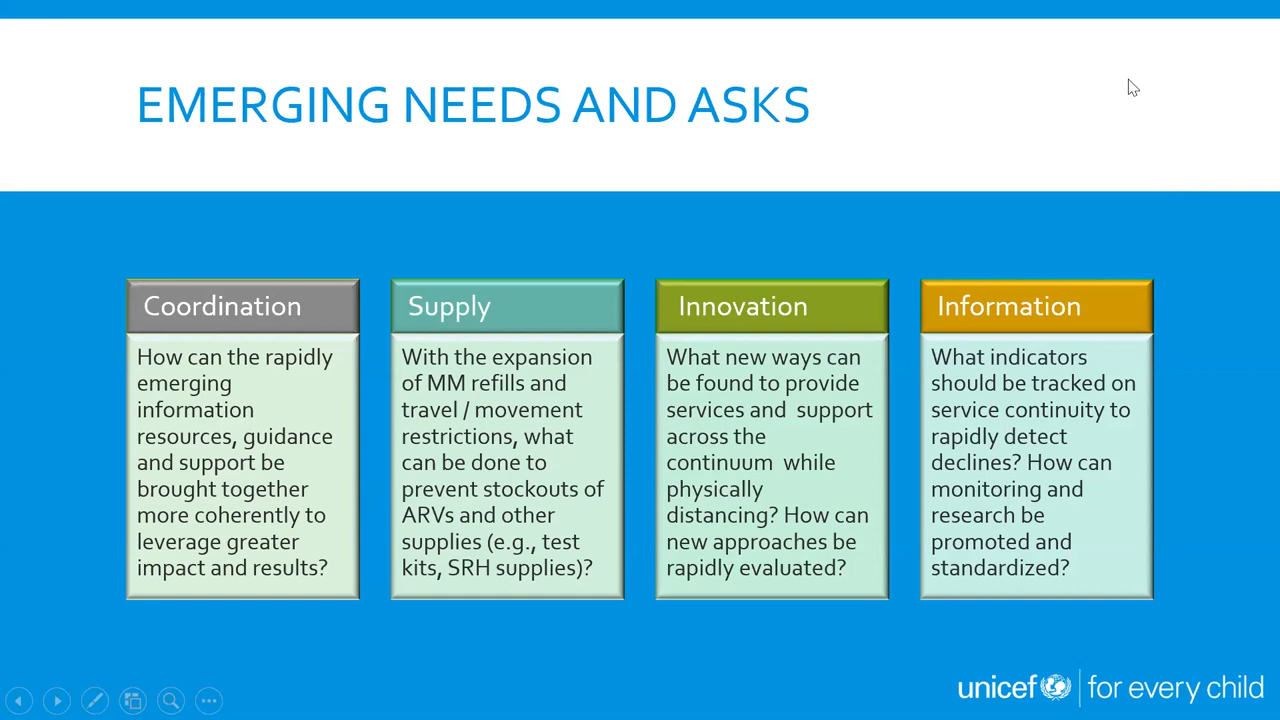 EMERGING NEEDS AND ASKS
Coordination
How can the rapidly
emerging
information
resources, guidance
and support be
brought together
more coherently to
leverage greater
impact and results?
Supply
With the expansion
of MM refills and
travel / movement
restrictions, what
can be done to
prevent stockouts of
ARVs and other
supplies (e.g., test
kits, SRH supplies)?
Innovation
What new ways can
be found to provide
services and  support
across the
continuum  while
physically
distancing? How can
new approaches be
rapidly evaluated?
Information
What indicators
should be tracked on
service continuity to
rapidly detect
declines? How can
monitoring and
research be
promoted and
standardized?
unicef | for every child